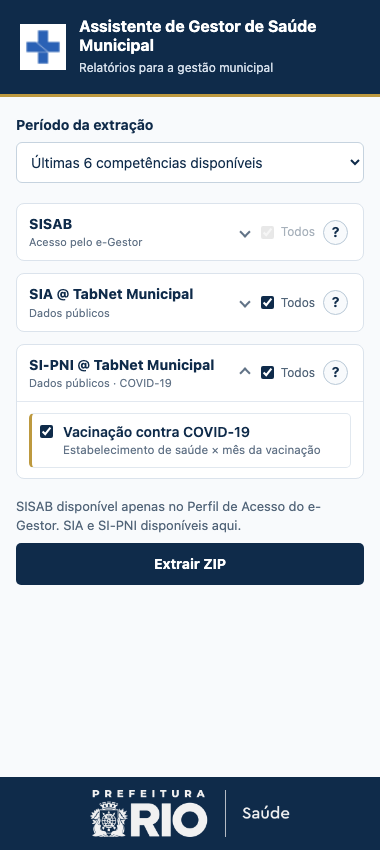 Assistente de Gestor de Saúde
Municipal
Relatórios para a gestão municipal
Período da extração
Últimas 6 competências disponíveis
SISAB
Acesso pelo e-Gestor
Todos
?
SIA @ TabNet Municipal
Dados públicos
Todos
?
SI-PNI @ TabNet Municipal
Dados públicos · COVID-19
Todos
?
Vacinação contra COVID-19
Estabelecimento de saúde × mês da vacinação
SISAB disponível apenas no Perfil de Acesso do e-
Gestor. SIA e SI-PNI disponíveis aqui.
Extrair ZIP
PREFEITURA
RIO
Saúde